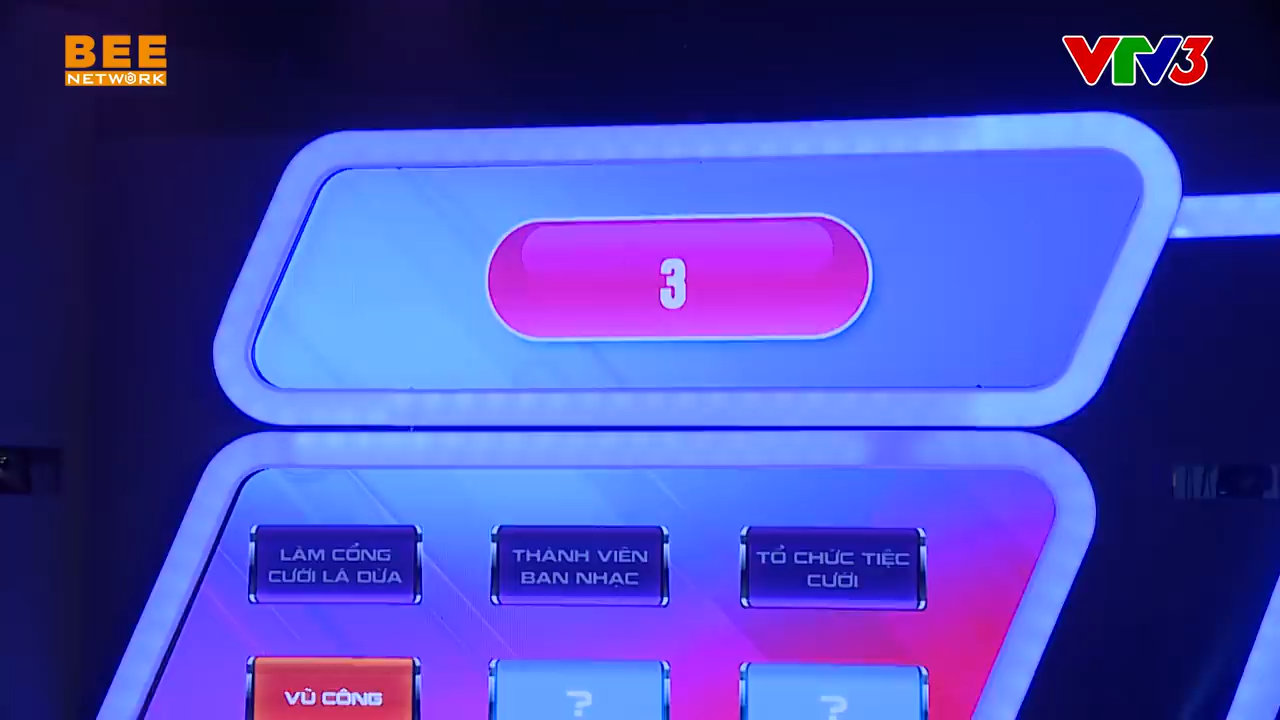 BEE
NETWORK
VTV3
3
LÀM CỔNG
CƯỚI LÁ DỪA
THÀNH VIÊN
BAN NHẠC
TỔ CHỨC TIỆC
CƯỚI
VŨ CÔNG
?
?